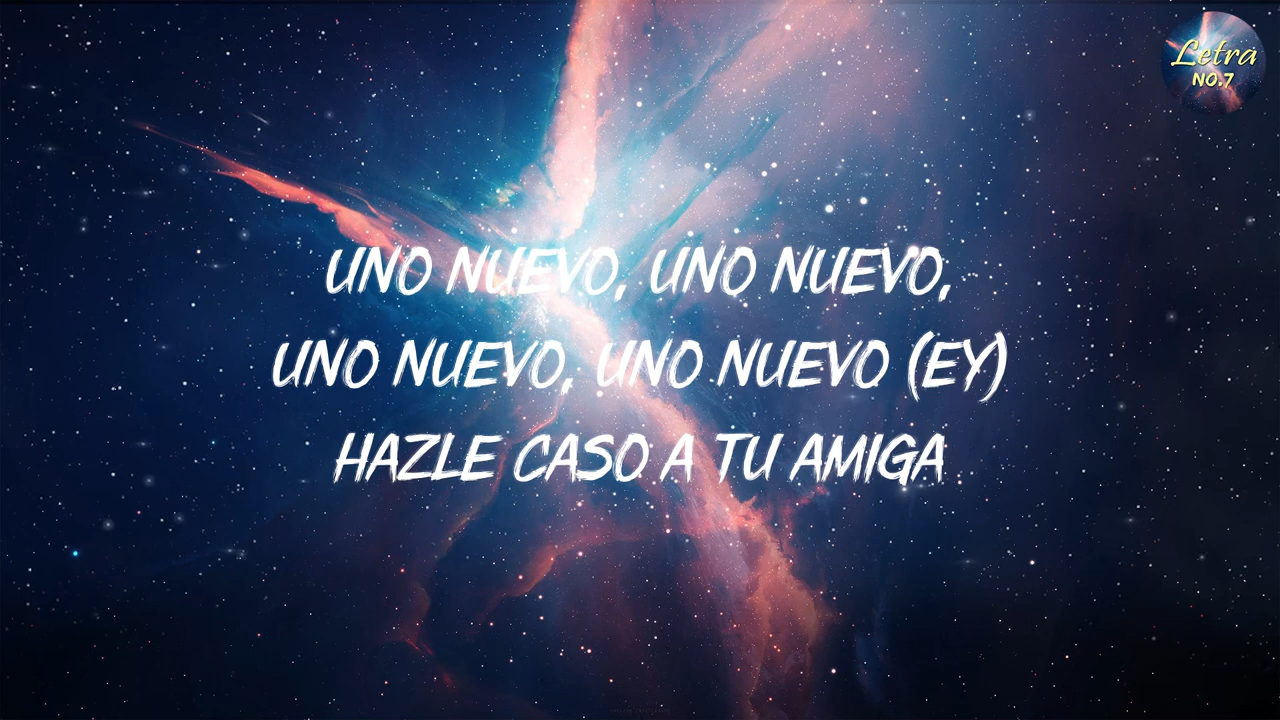 Letra
NO.7
UNO NUEVO, UNO NUEVO,
UNO NUEVO, UNO NUEVO (EY)
HAZLE CASO A TU AMIGA